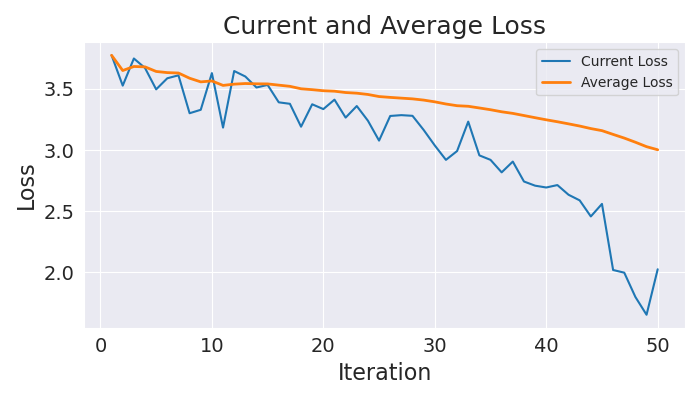 Current and Average Loss
Current Loss
Average Loss
Loss
3.5
3.0
2.5
2.0
0 10 20 30 40 50
Iteration